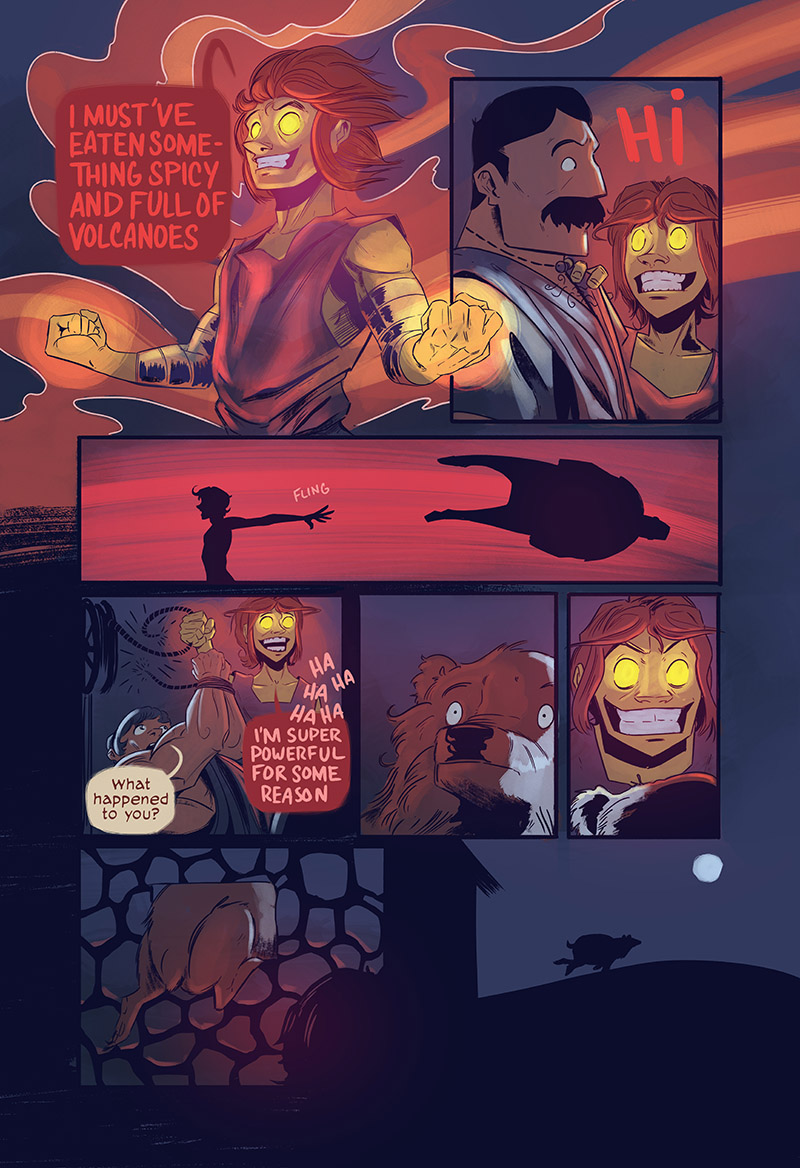 I MUST'VE
EATEN SOME-
THING SPICY
AND FULL OF
VOLCANOES
Hi
FLING
HA
HA HA
HA HA
I'M SUPER
POWERFUL
FOR SOME
REASON
What
happened
to you?